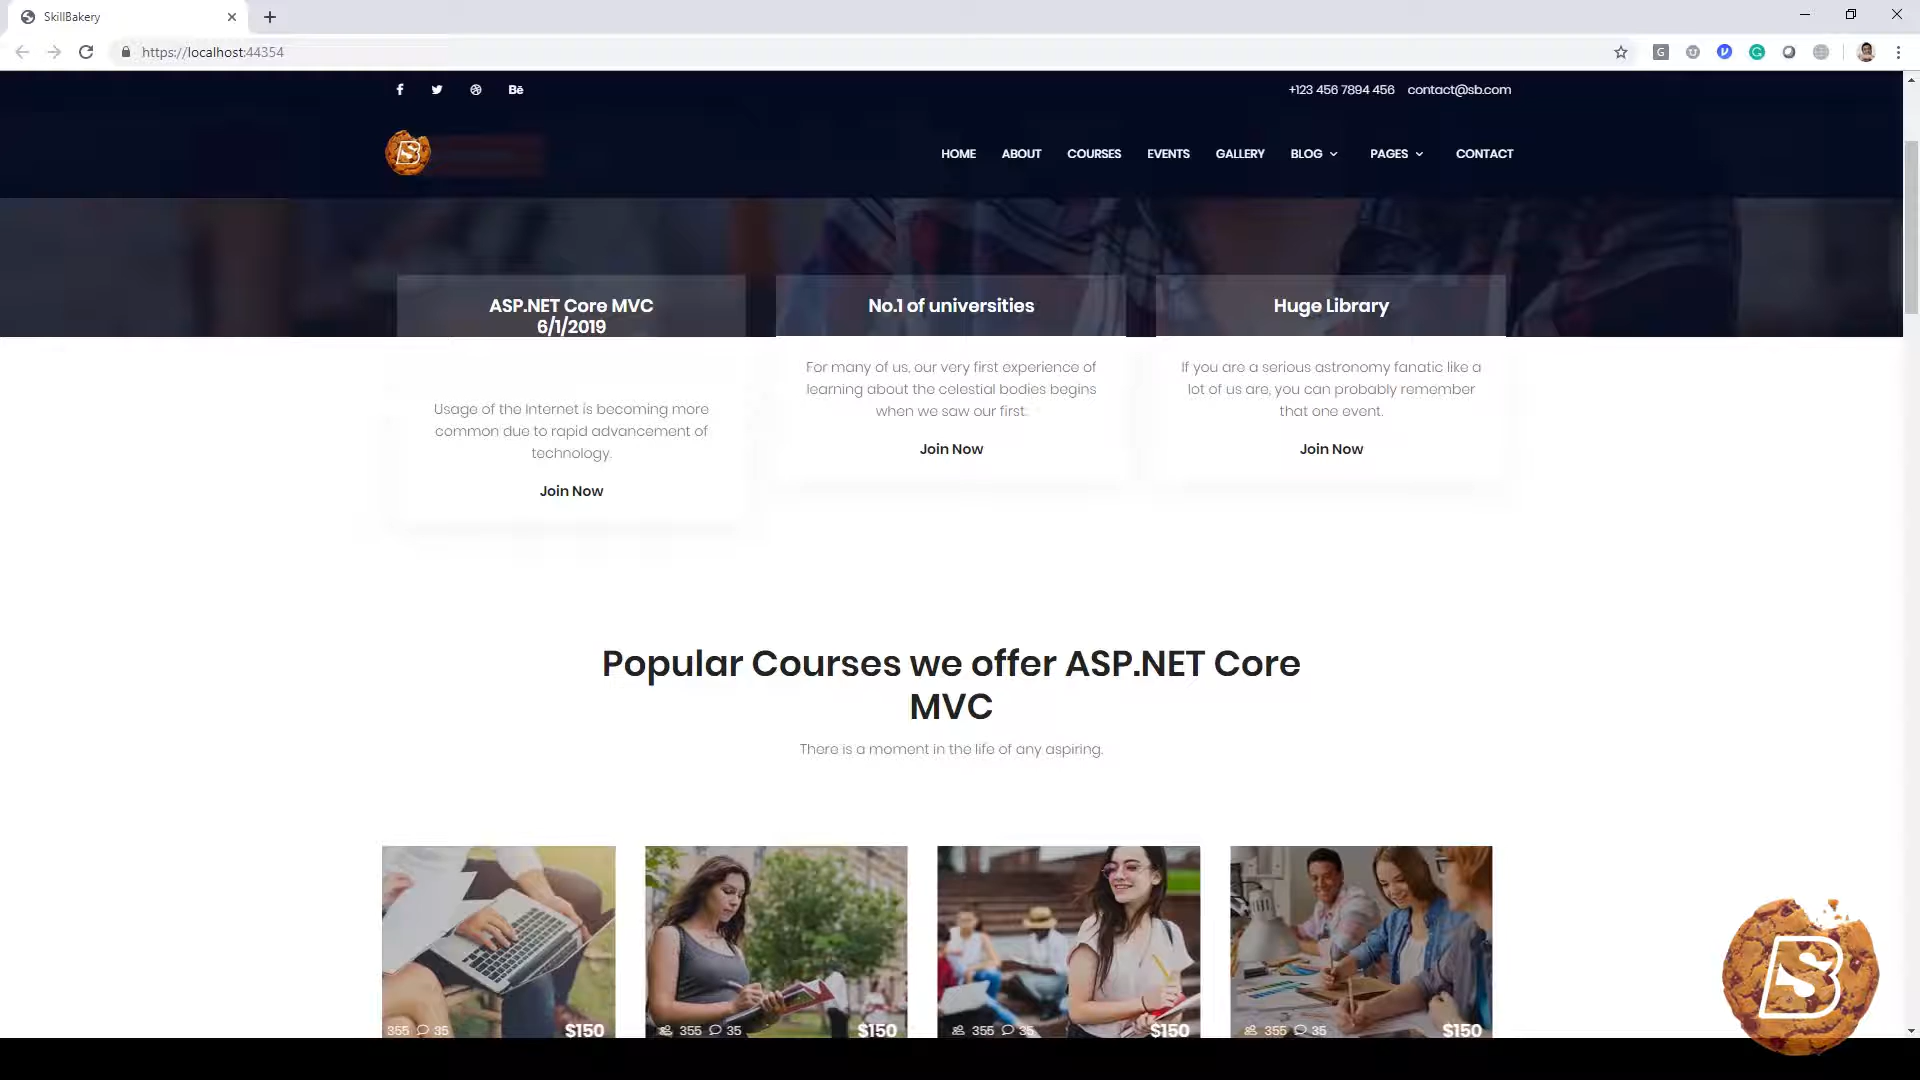 SkillBakery
https://localhost:44354
+123 456 7894 456 contact@sb.com
HOME ABOUT COURSES EVENTS GALLERY BLOG PAGES CONTACT
ASP.NET Core MVC
6/1/2019
Usage of the Internet is becoming more
common due to rapid advancement of
technology.
Join Now
No.1 of universities
For many of us, our very first experience of
learning about the celestial bodies begins
when we saw our first.
Join Now
Huge Library
If you are a serious astronomy fanatic like a
lot of us are, you can probably remember
that one event.
Join Now
Popular Courses we offer ASP.NET Core
MVC
There is a moment in the life of any aspiring.
355 35 $150
355 35 $150
355 35 $150
355 35 $150